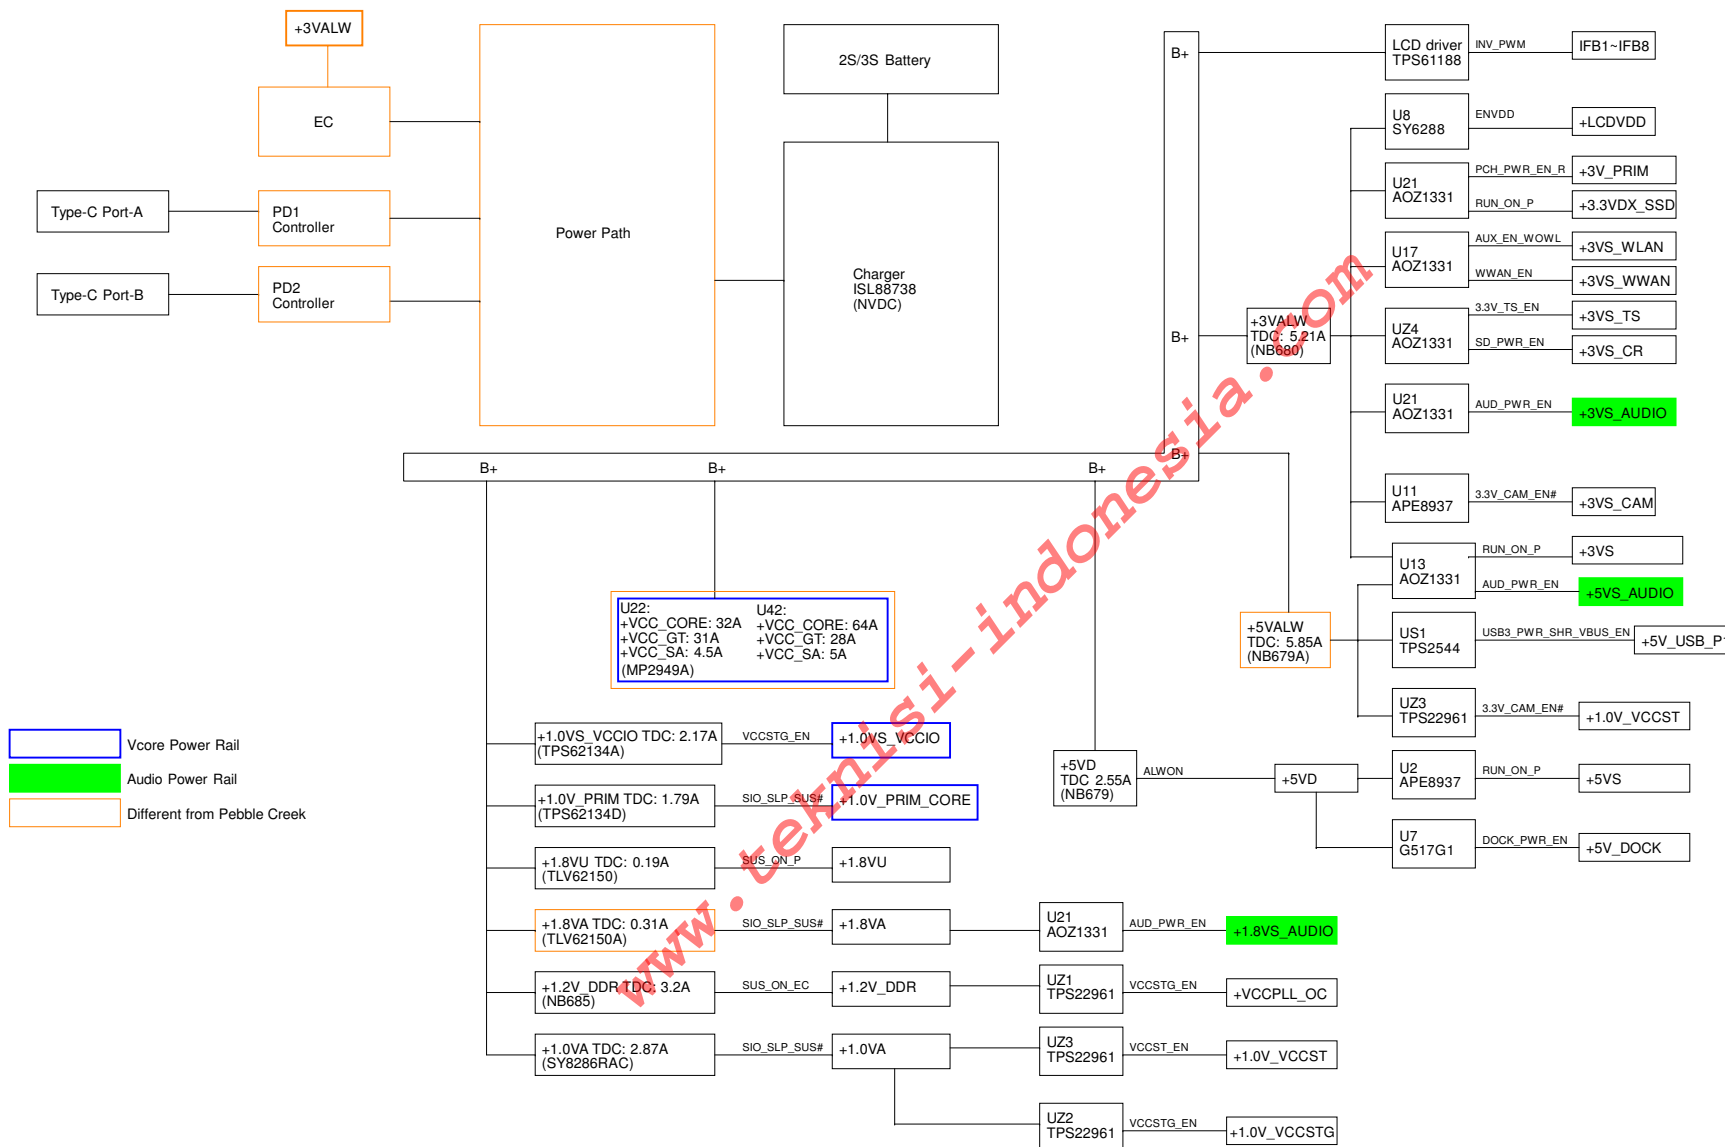 +3VALW
EC
Type-C Port-A
PD1
Controller
Type-C Port-B
PD2
Controller
Power Path
2S/3S Battery
Charger
ISL88738
(NVDC)
B+
B+
B+
B+
B+
B+
LCD driver
TPS61188
INV_PWM
IFB1~IFB8
U8
SY6288
ENVDD
+LCDVDD
U21
AOZ1331
PCH_PWR_EN_R
+3V_PRIM
RUN_ON_P
+3.3VDX_SSD
U17
AOZ1331
AUX_EN_WOWL
+3VS_WLAN
WWAN_EN
+3VS_WWAN
+3VALW
TDC: 5.21A
(NB680)
UZ4
AOZ1331
3.3V_TS_EN
+3VS_TS
SD_PWR_EN
+3VS_CR
U21
AOZ1331
AUD_PWR_EN
+3VS_AUDIO
U11
APE8937
3.3V_CAM_EN#
+3VS_CAM
U13
AOZ1331
RUN_ON_P
+3VS
AUD_PWR_EN
+5VS_AUDIO
+5VALW
TDC: 5.85A
(NB679A)
US1
TPS2544
USB3_PWR_SHR_VBUS_EN
+5V_USB_P1
UZ3
TPS22961
3.3V_CAM_EN#
+1.0V_VCCST
+5VD
TDC 2.55A
(NB679)
ALWON
+5VD
U2
APE8937
RUN_ON_P
+5VS
U7
G517G1
DOCK_PWR_EN
+5V_DOCK
U22:
+VCC_CORE: 32A
+VCC_GT: 31A
+VCC_SA: 4.5A
(MP2949A)
U42:
+VCC_CORE: 64A
+VCC_GT: 28A
+VCC_SA: 5A
+1.0VS_VCCIO TDC: 2.17A
(TPS62134A)
VCCSTG_EN
+1.0VS_VCCIO
+1.0V_PRIM TDC: 1.79A
(TPS62134D)
SIO_SLP_SUS#
+1.0V_PRIM_CORE
+1.8VU TDC: 0.19A
(TLV62150)
SUS_ON_P
+1.8VU
+1.8VA TDC: 0.31A
(TLV62150A)
SIO_SLP_SUS#
+1.8VA
U21
AOZ1331
AUD_PWR_EN
+1.8VS_AUDIO
+1.2V_DDR TDC: 3.2A
(NB685)
SUS_ON_EC
+1.2V_DDR
UZ1
TPS22961
VCCSTG_EN
+VCCPLL_OC
+1.0VA TDC: 2.87A
(SY8286RAC)
SIO_SLP_SUS#
+1.0VA
UZ3
TPS22961
VCCST_EN
+1.0V_VCCST
UZ2
TPS22961
VCCSTG_EN
+1.0V_VCCSTG
Vcore Power Rail
Audio Power Rail
Different from Pebble Creek
www.teknisi-indonesia.com